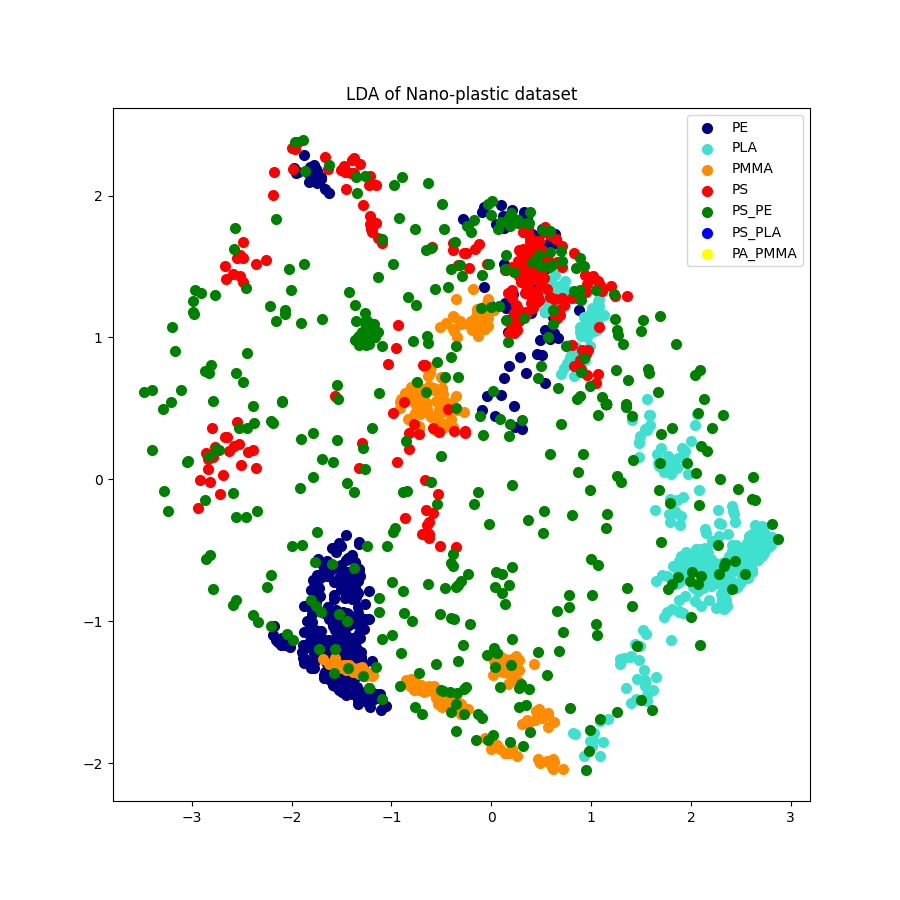 LDA of Nano-plastic dataset
PE
PLA
PMMA
PS
PS_PE
PS_PLA
PA_PMMA
2
1
0
−1
−2
−3 −2 −1 0 1 2 3